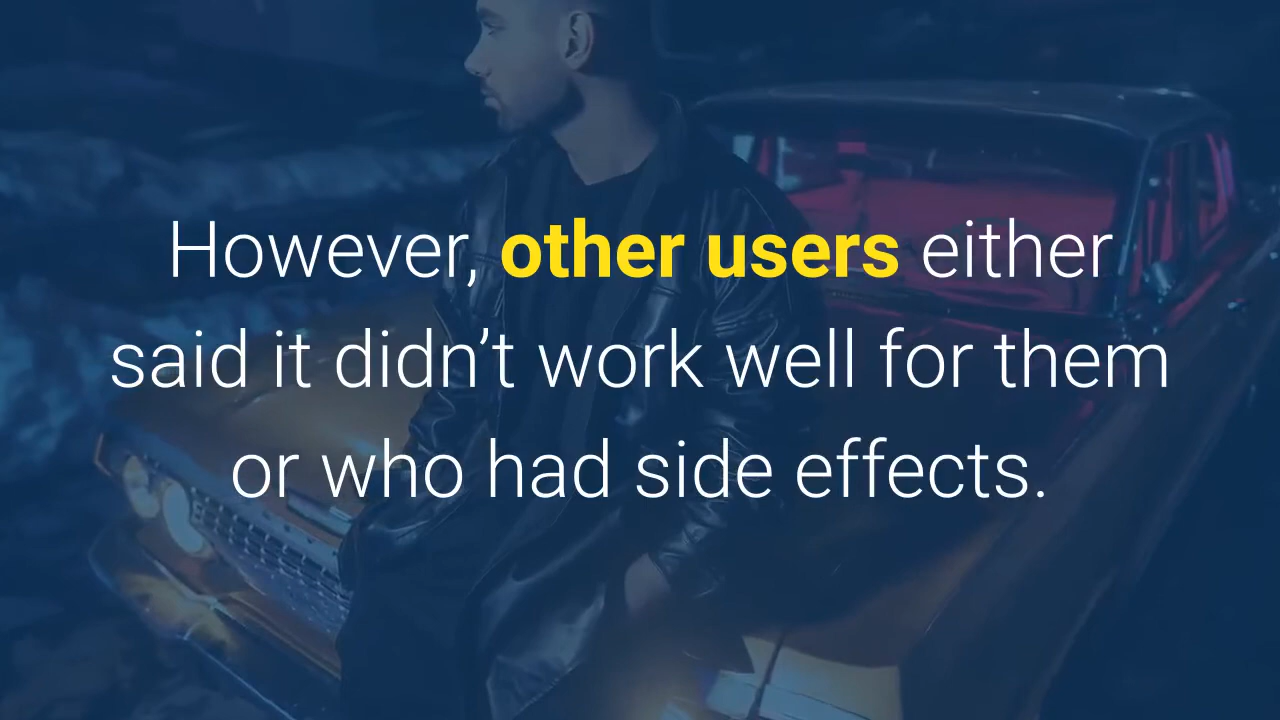 However, other users either
said it didn’t work well for them
or who had side effects.